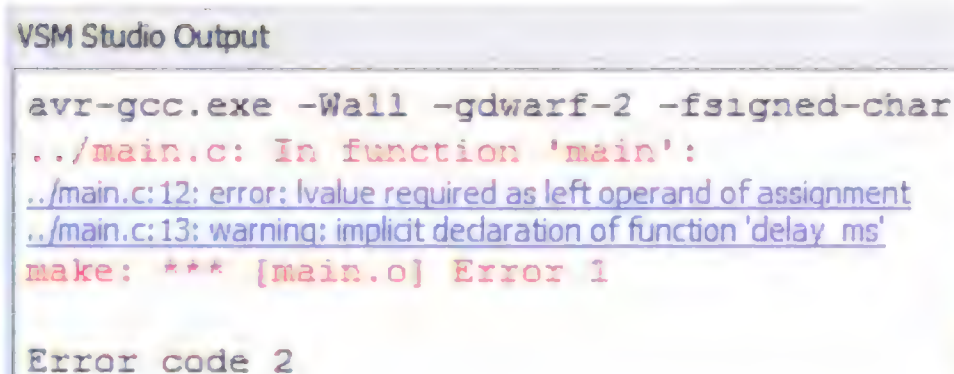 VSM Studio Output
avr-gcc.exe -Wall -gdwarf-2 -fsigned-char
../main.c: In function 'main':
../main.c:12: error: lvalue required as left operand of assignment
../main.c:13: warning: implicit declaration of function 'delay_ms'
make: *** [main.o] Error 1
Error code 2